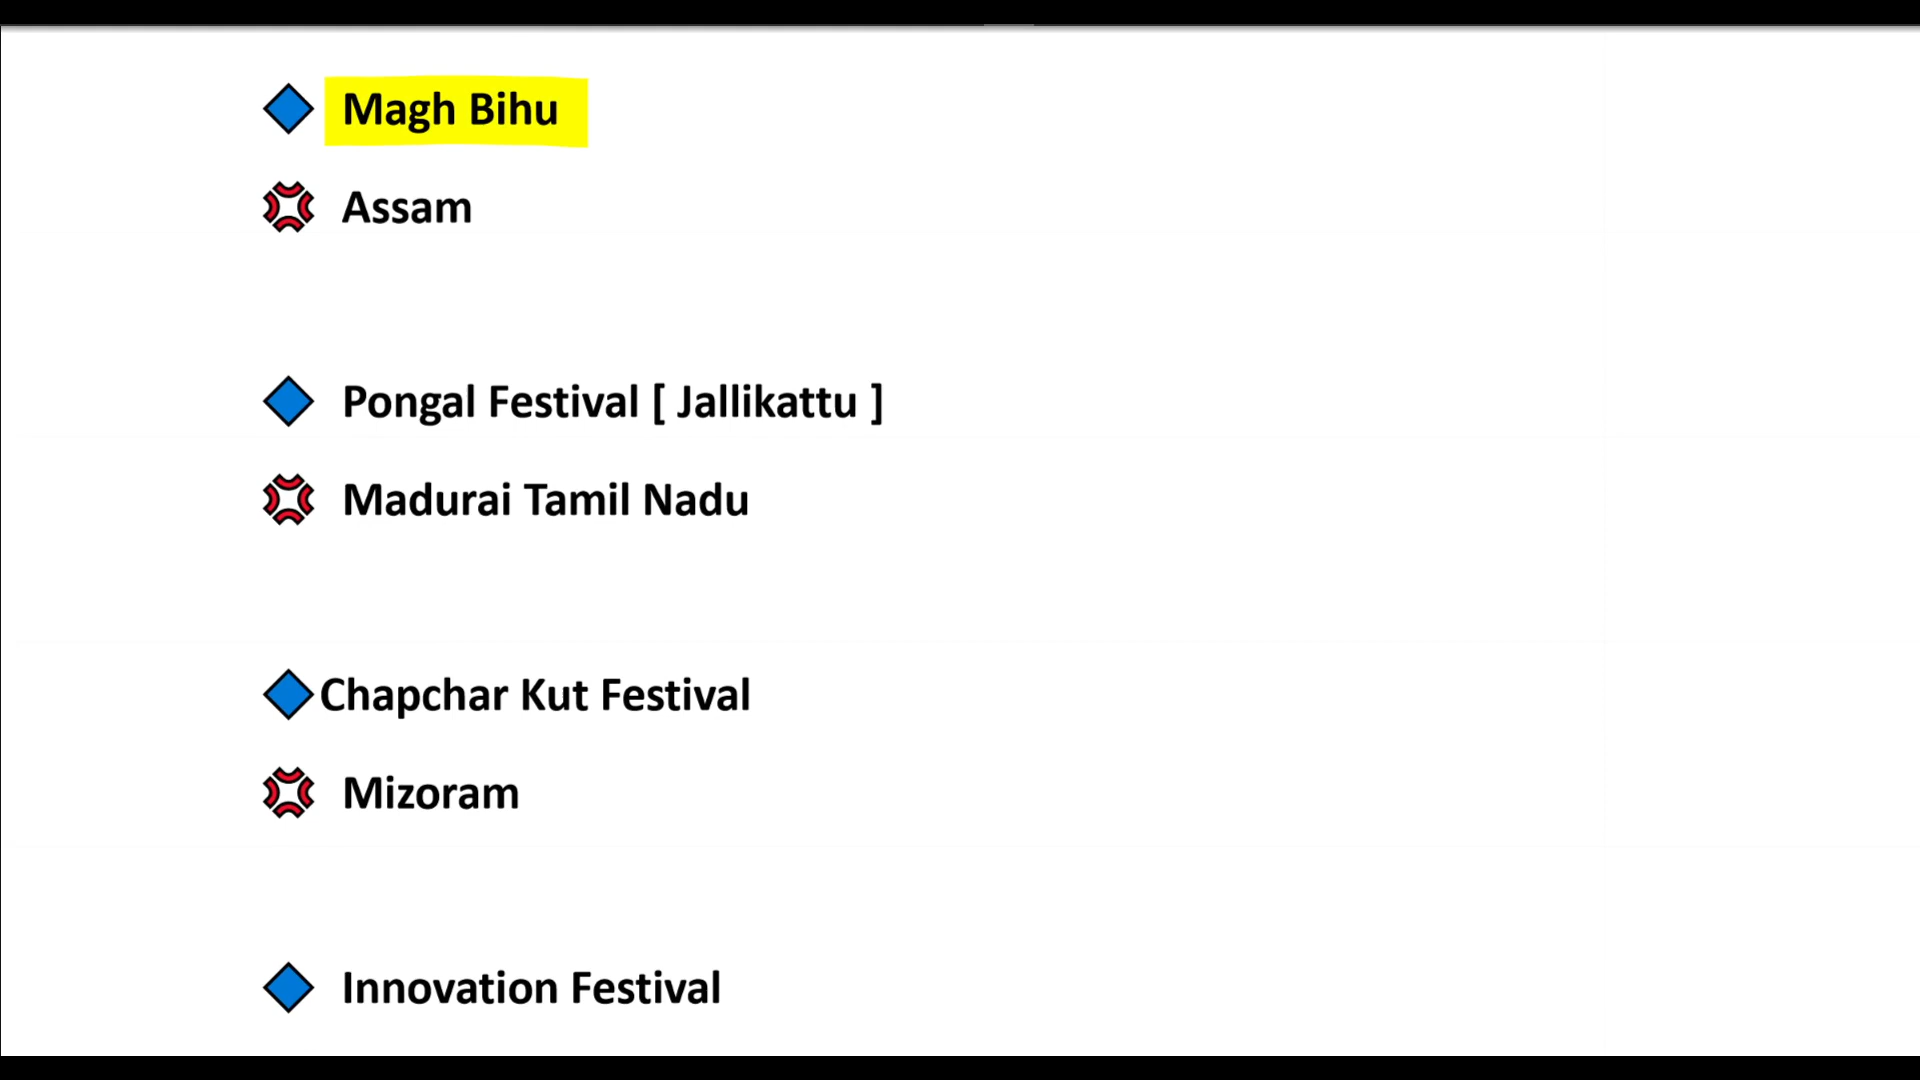 Magh Bihu
Assam
Pongal Festival [ Jallikattu ]
Madurai Tamil Nadu
Chapchar Kut Festival
Mizoram
Innovation Festival